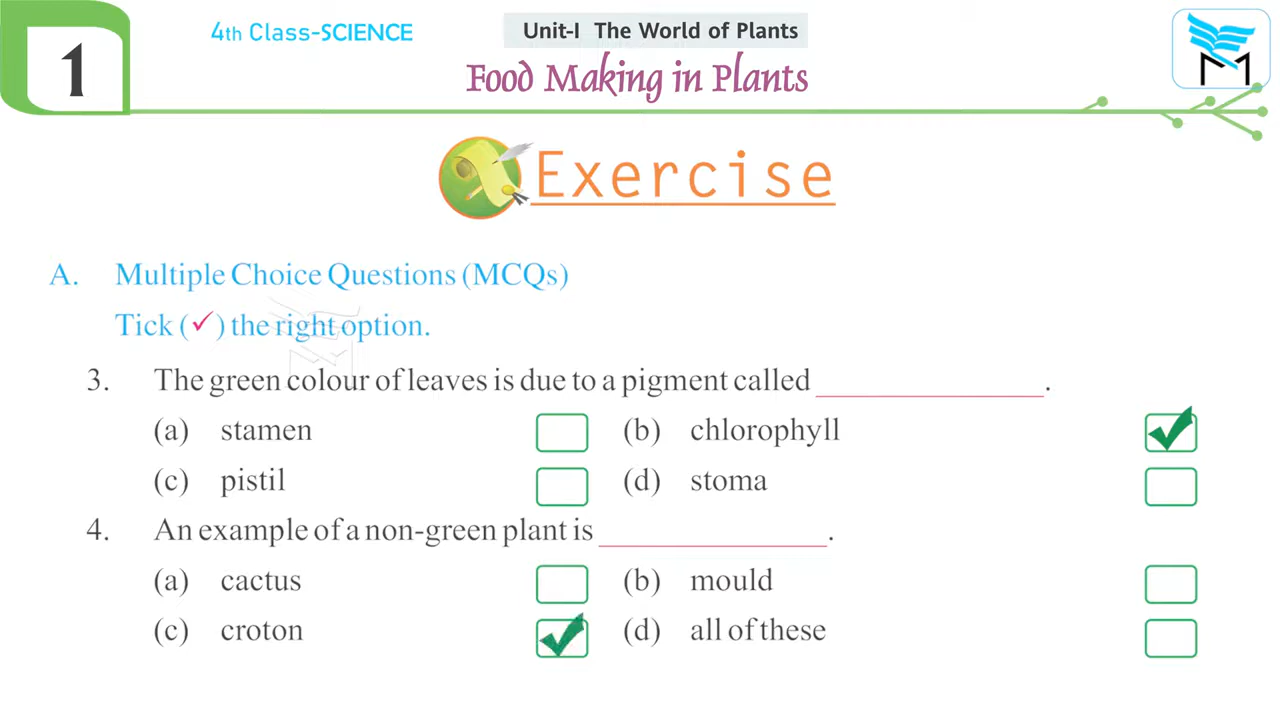 1
4th Class-SCIENCE
Unit-I The World of Plants
Food Making in Plants
M
Exercise
A. Multiple Choice Questions (MCQs)
Tick (✓) the right option.
3. The green colour of leaves is due to a pigment called ______________.
(a) stamen (b) chlorophyll ✓
(c) pistil (d) stoma
4. An example of a non-green plant is ______________.
(a) cactus (b) mould
(c) croton ✓ (d) all of these